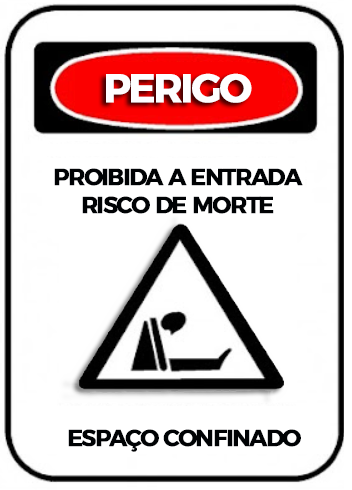 PERIGO
PROIBIDA A ENTRADA
RISCO DE MORTE
ESPAÇO CONFINADO